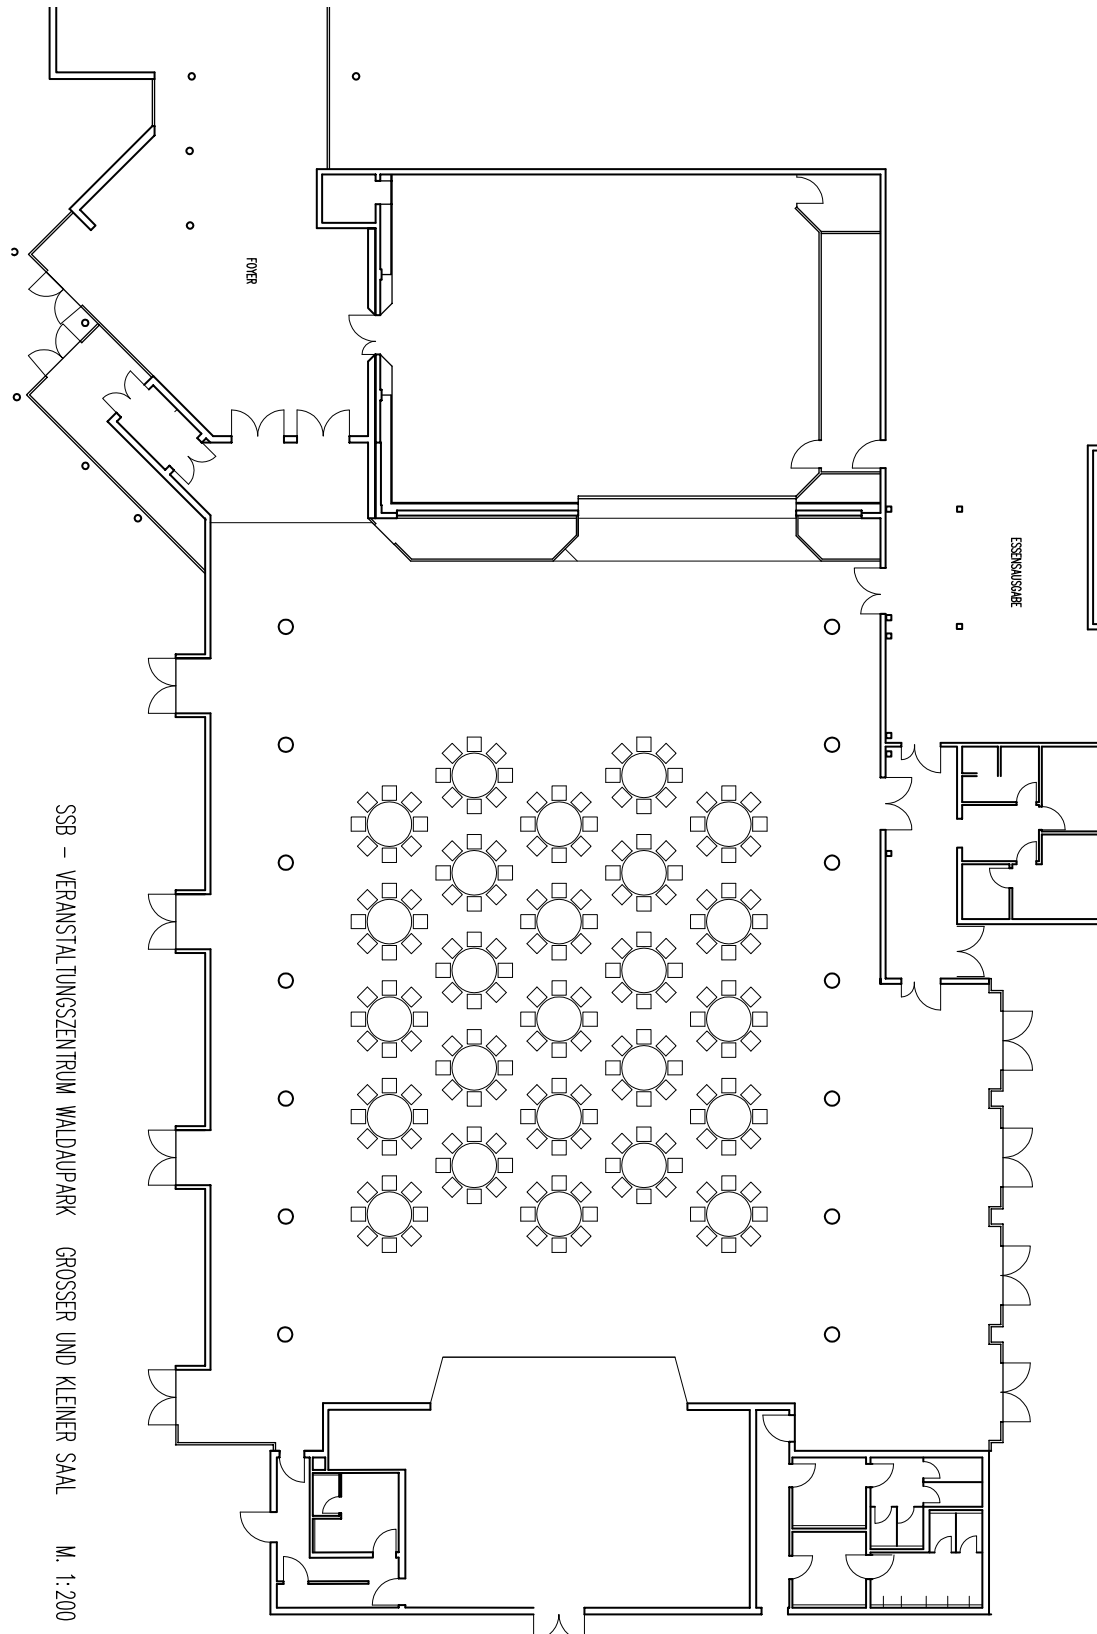 FOYER
ESSENSAUSGABE
SSB - VERANSTALTUNGSZENTRUM WALDAUPARK GROSSER UND KLEINER SAAL M. 1:200